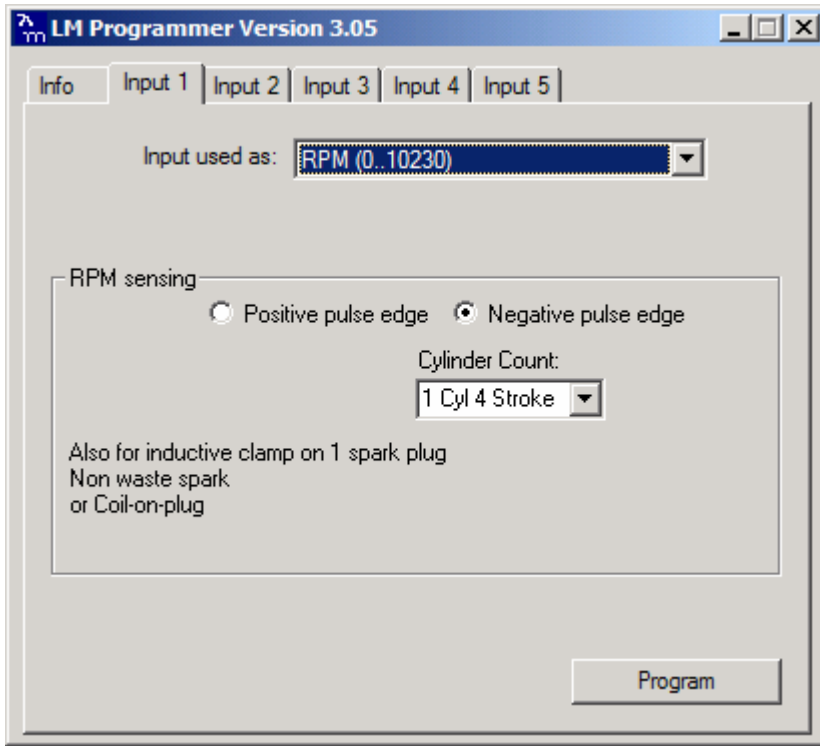 LM Programmer Version 3.05
Info Input 1 Input 2 Input 3 Input 4 Input 5
Input used as: RPM (0..10230)
RPM sensing
Positive pulse edge Negative pulse edge
Cylinder Count:
1 Cyl 4 Stroke
Also for inductive clamp on 1 spark plug
Non waste spark
or Coil-on-plug
Program